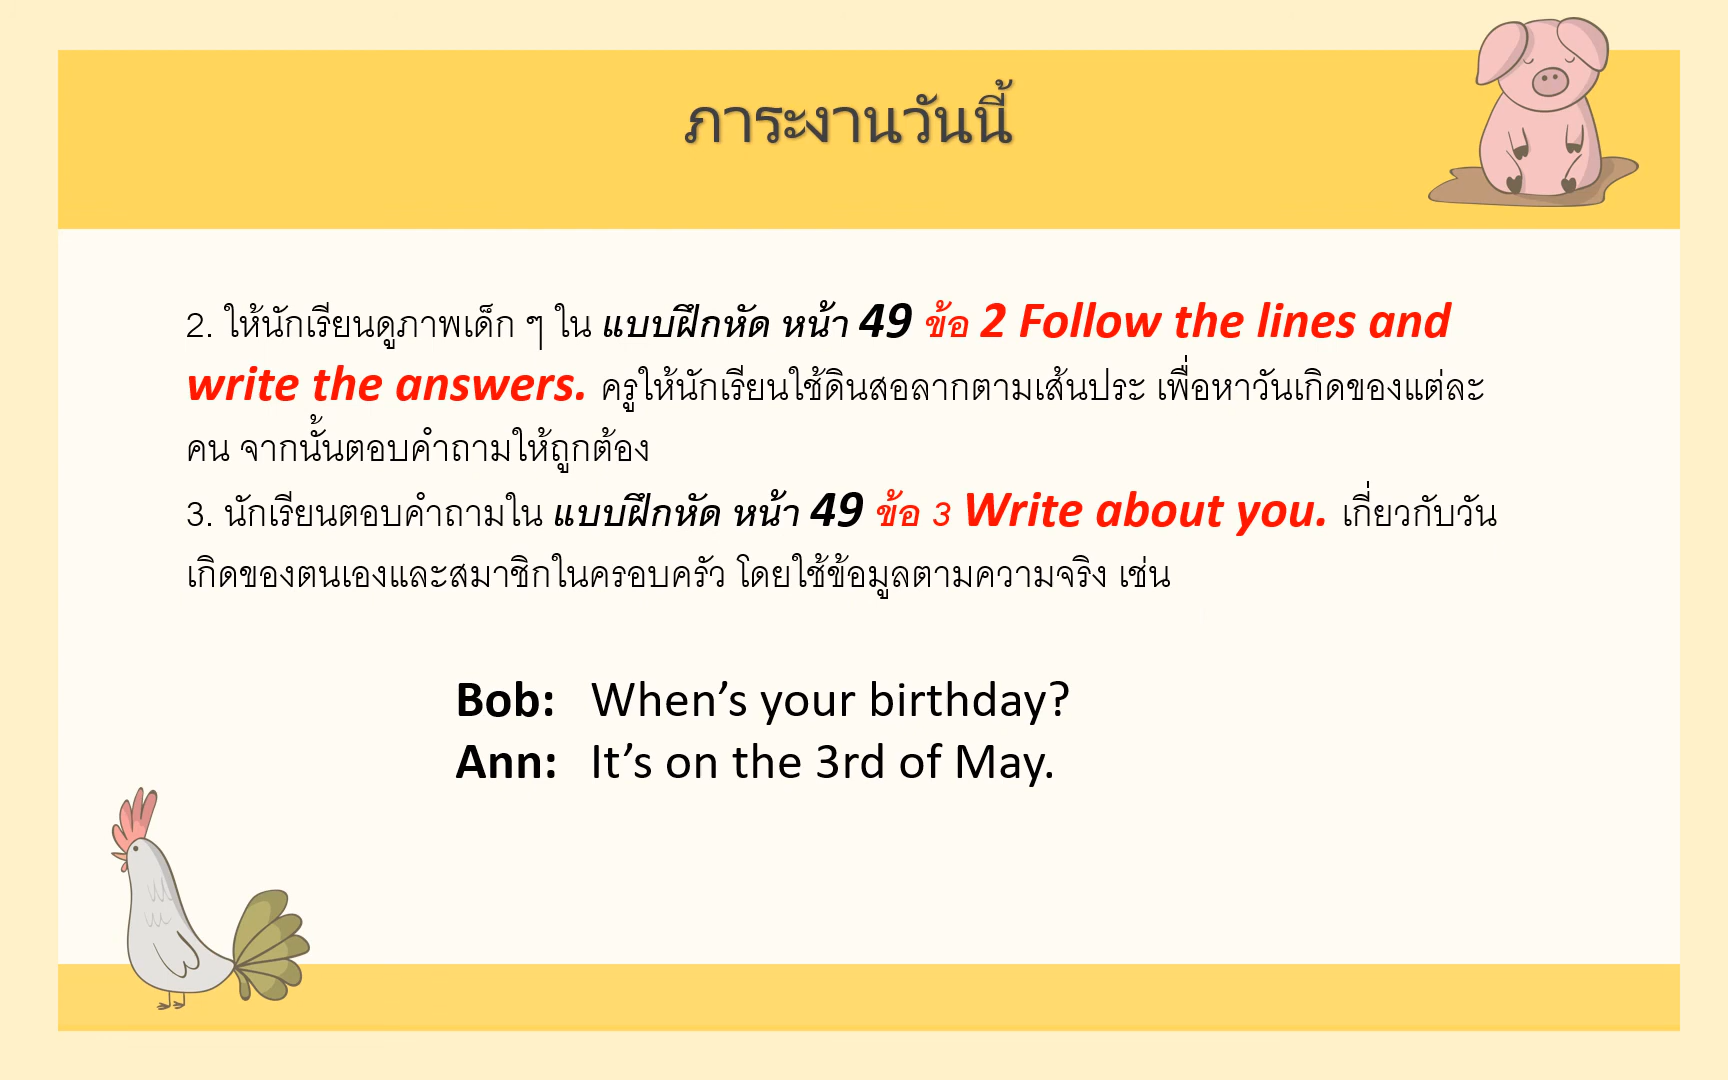 ภาระงานวันนี้
2. ให้นักเรียนดูภาพเด็ก ๆ ใน แบบฝึกหัด หน้า 49 ข้อ 2 Follow the lines and
write the answers. ครูให้นักเรียนใช้ดินสอลากตามเส้นประ เพื่อหาวันเกิดของแต่ละ
คน จากนั้นตอบคำถามให้ถูกต้อง
3. นักเรียนตอบคำถามใน แบบฝึกหัด หน้า 49 ข้อ 3 Write about you. เกี่ยวกับวัน
เกิดของตนเองและสมาชิกในครอบครัว โดยใช้ข้อมูลตามความจริง เช่น
Bob: When’s your birthday?
Ann: It’s on the 3rd of May.